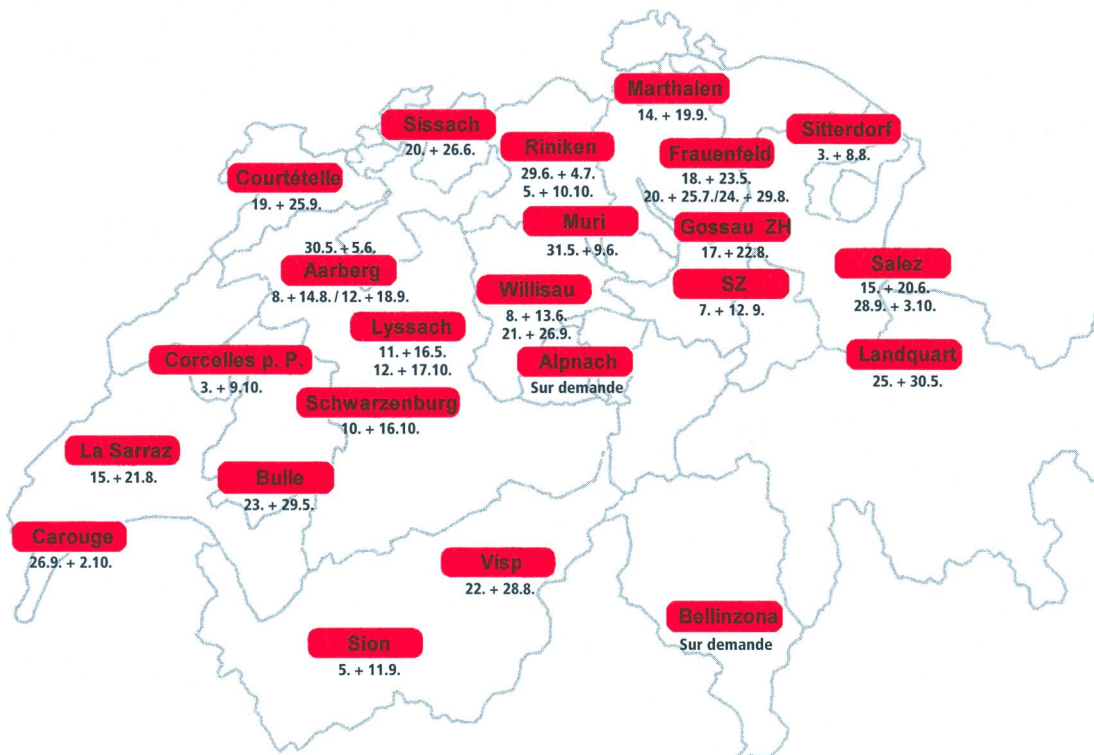 Marthalen
14. + 19.9.
Sissach
20. + 26.6.
Riniken
29.6. + 4.7.
5. + 10.10.
Frauenfeld
18. + 23.5.
20. + 25.7./24. + 29.8.
Sitterdorf
3. + 8.8.
Courtételle
19. + 25.9.
Muri
31.5. + 9.6.
Gossau ZH
17. + 22.8.
30.5. + 5.6.
Aarberg
8. + 14.8. / 12. + 18.9.
Willisau
8. + 13.6.
21. + 26.9.
SZ
7. + 12. 9.
Salez
15. + 20.6.
28.9. + 3.10.
Lyssach
11. + 16.5.
12. + 17.10.
Corcelles p. P.
3. + 9.10.
Alpnach
Sur demande
Landquart
25. + 30.5.
Schwarzenburg
10. + 16.10.
La Sarraz
15. + 21.8.
Bulle
23. + 29.5.
Carouge
26.9. + 2.10.
Visp
22. + 28.8.
Bellinzona
Sur demande
Sion
5. + 11.9.